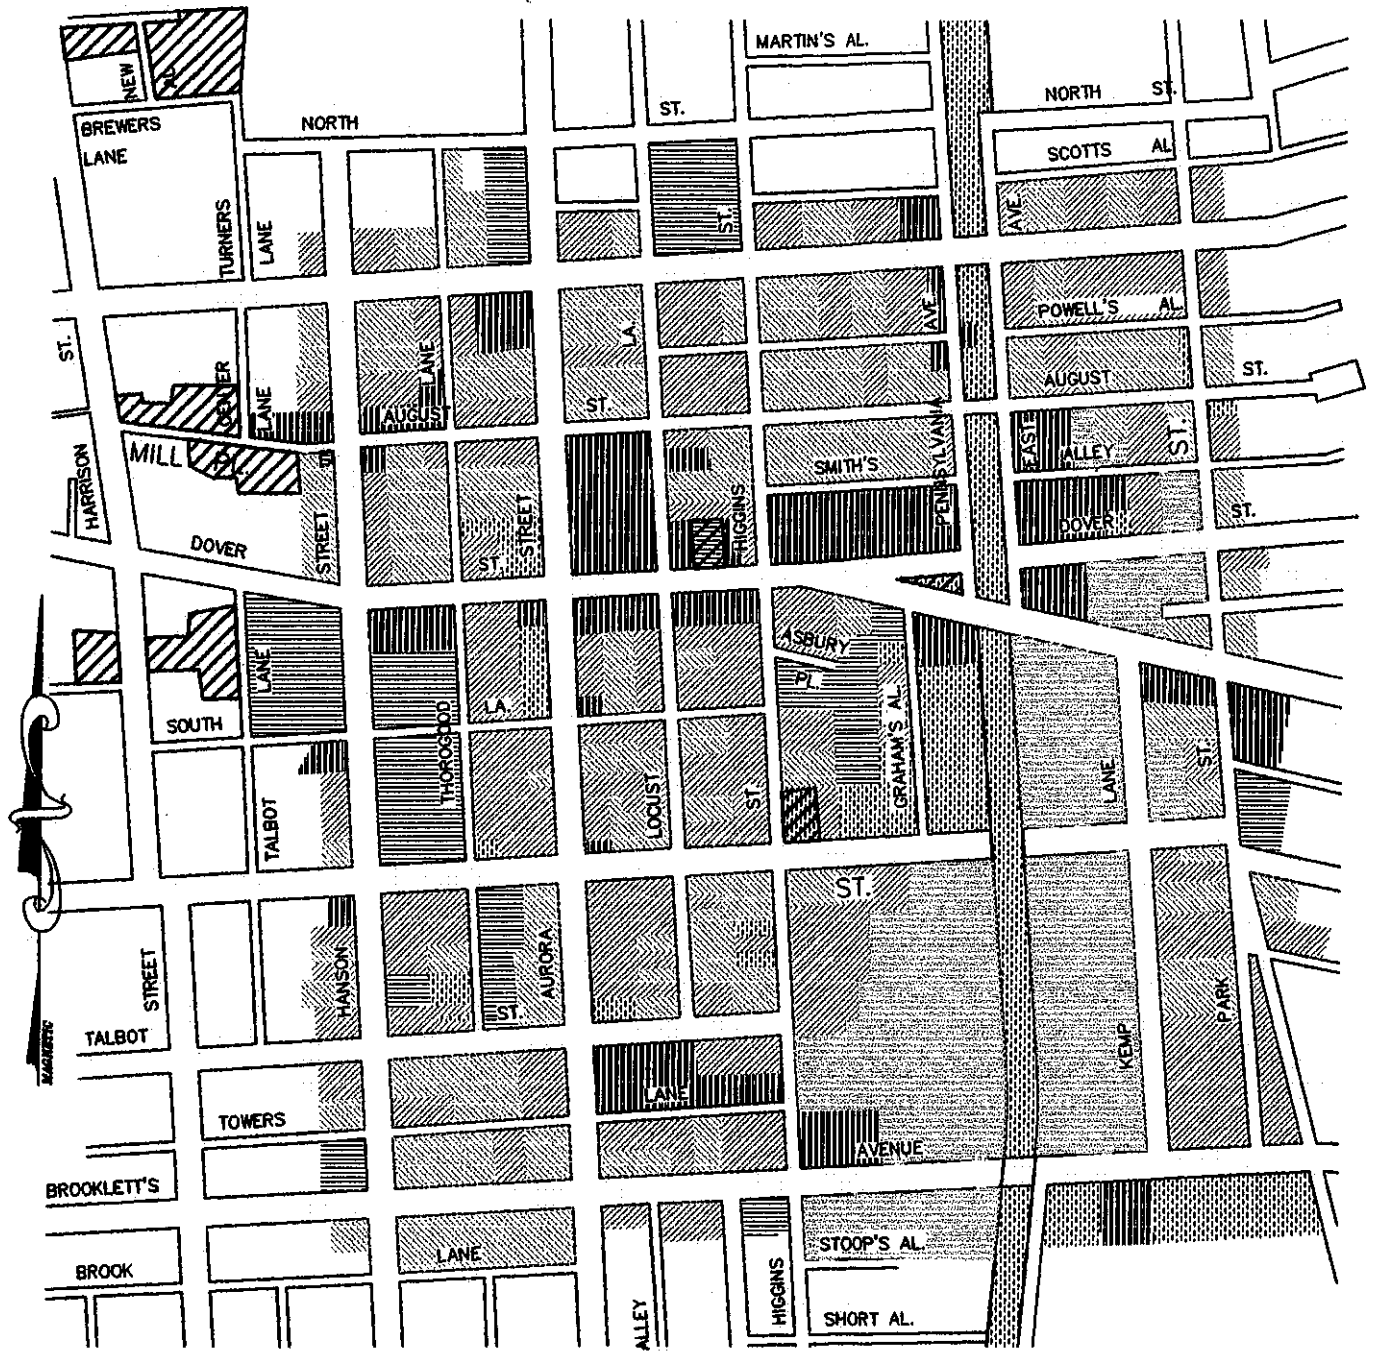 MARTIN'S AL.
NEW
AL
NORTH
ST.
NORTH
ST.
BREWERS
LANE
SCOTTS
AL
TURNERS
LANE
ST.
AVE.
POWELL'S
AL.
ST.
CENTER
LANE
LANE
LA.
AVE
AUGUST
ST.
AUGUST
ST.
MILL
PL.
HARRISON
ST.
STREET
STREET
HIGGINS
SMITH'S
PENNSYLVANIA
EAST
ALLEY
ST.
DOVER
ST.
DOVER
ST.
LANE
SOUTH
LA.
ASBURY
PL.
GRAHAM'S AL.
THOROGOOD
LOCUST
ST.
LANE
ST.
TALBOT
ST.
STREET
HANSON
AURORA
ST.
TALBOT
KEMP
PARK
MAGNETIC
TOWERS
LANE
AVENUE
BROOKLETT'S
BROOK
LANE
STOOP'S AL.
ALLEY
HIGGINS
SHORT AL.